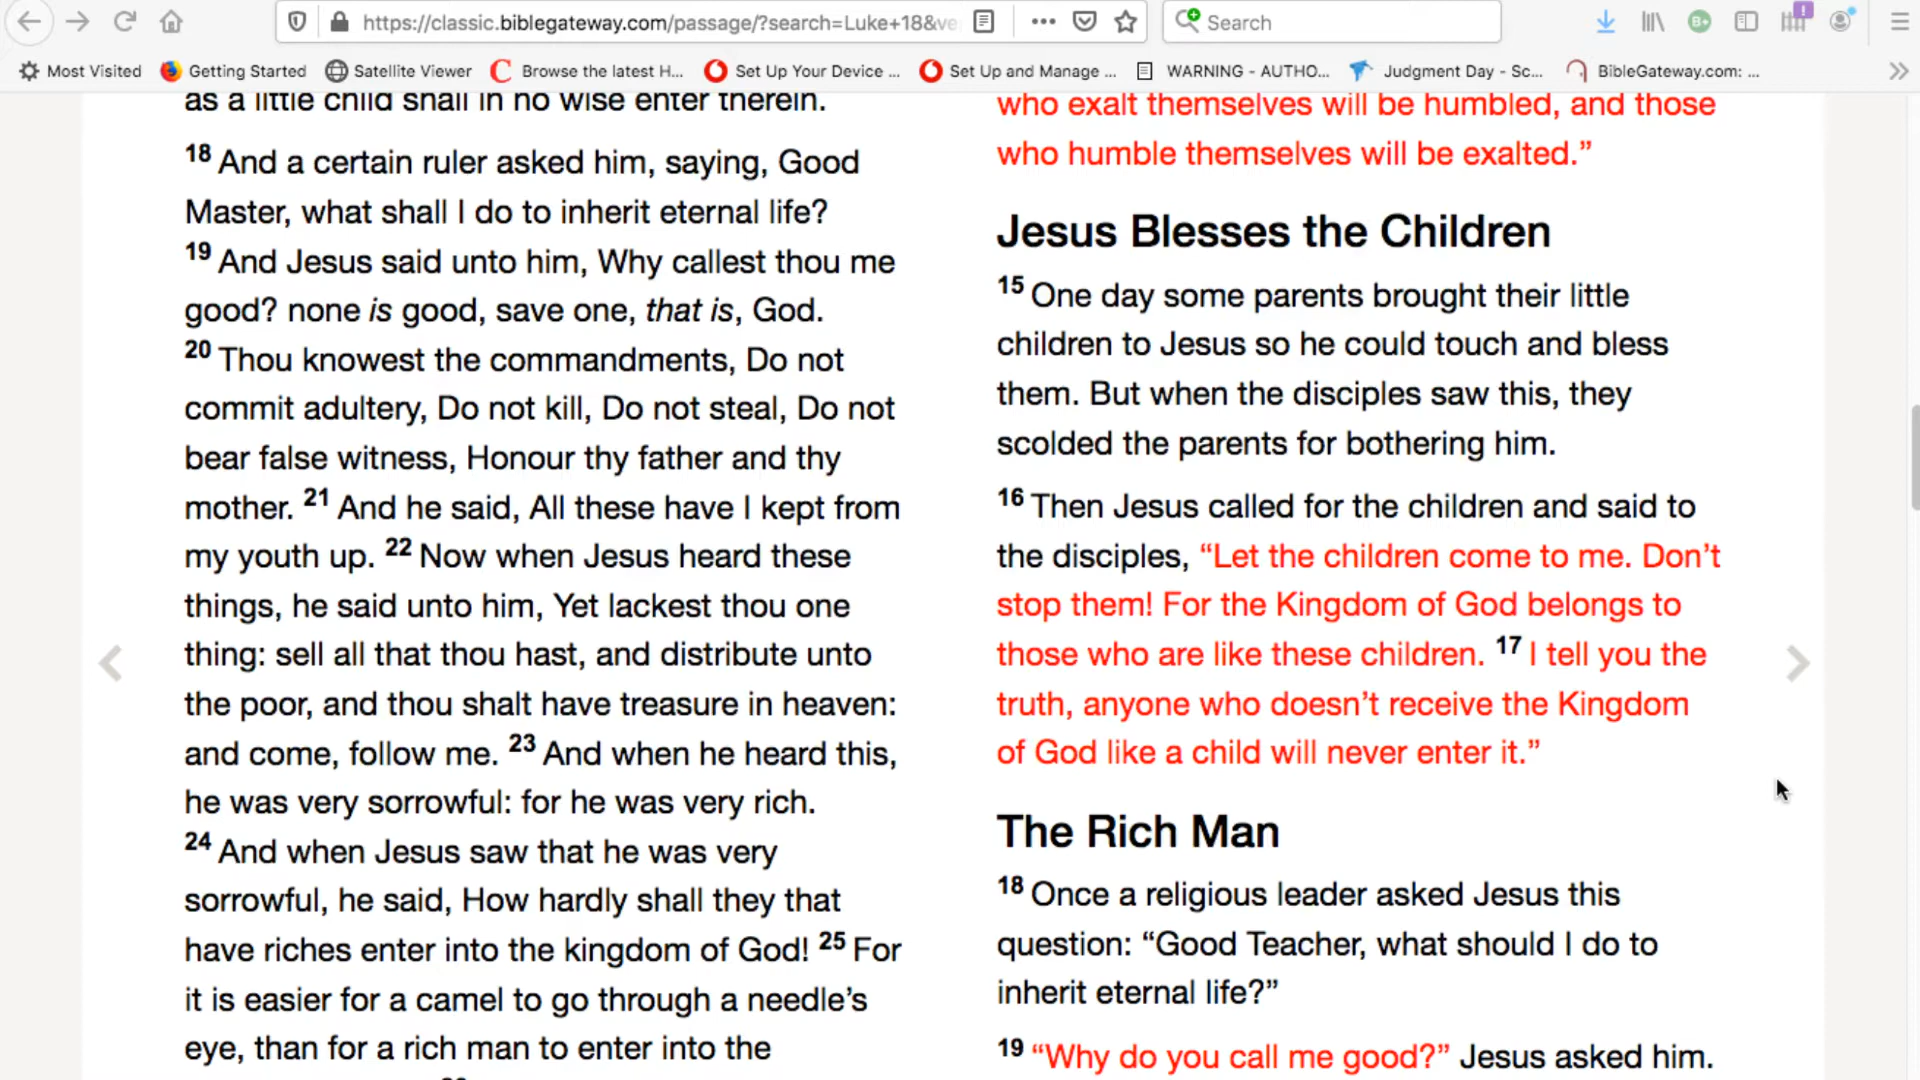 https://classic.biblegateway.com/passage/?search=Luke+18&ve
Search
Most Visited
Getting Started
Satellite Viewer
Browse the latest H...
Set Up Your Device ...
Set Up and Manage ...
WARNING - AUTHO...
Judgment Day - Sc...
BibleGateway.com: ...
as a little child shall in no wise enter therein.
18 And a certain ruler asked him, saying, Good
Master, what shall I do to inherit eternal life?
19 And Jesus said unto him, Why callest thou me
good? none is good, save one, that is, God.
20 Thou knowest the commandments, Do not
commit adultery, Do not kill, Do not steal, Do not
bear false witness, Honour thy father and thy
mother. 21 And he said, All these have I kept from
my youth up. 22 Now when Jesus heard these
things, he said unto him, Yet lackest thou one
thing: sell all that thou hast, and distribute unto
the poor, and thou shalt have treasure in heaven:
and come, follow me. 23 And when he heard this,
he was very sorrowful: for he was very rich.
24 And when Jesus saw that he was very
sorrowful, he said, How hardly shall they that
have riches enter into the kingdom of God! 25 For
it is easier for a camel to go through a needle’s
eye, than for a rich man to enter into the
who exalt themselves will be humbled, and those
who humble themselves will be exalted.”
Jesus Blesses the Children
15 One day some parents brought their little
children to Jesus so he could touch and bless
them. But when the disciples saw this, they
scolded the parents for bothering him.
16 Then Jesus called for the children and said to
the disciples, “Let the children come to me. Don’t
stop them! For the Kingdom of God belongs to
those who are like these children. 17 I tell you the
truth, anyone who doesn’t receive the Kingdom
of God like a child will never enter it.”
The Rich Man
18 Once a religious leader asked Jesus this
question: “Good Teacher, what should I do to
inherit eternal life?”
19 “Why do you call me good?” Jesus asked him.